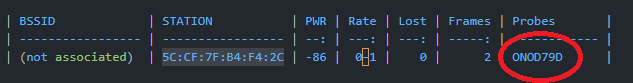 | BSSID | STATION | PWR | Rate | Lost | Frames | Probes |
| ----------------- | ----------------- | --: | ---: | ---: | -----: | ------------ |
| (not associated) | 5C:CF:7F:B4:F4:2C | -86 | 0-1 | 0 | 2 | ONOD79D |